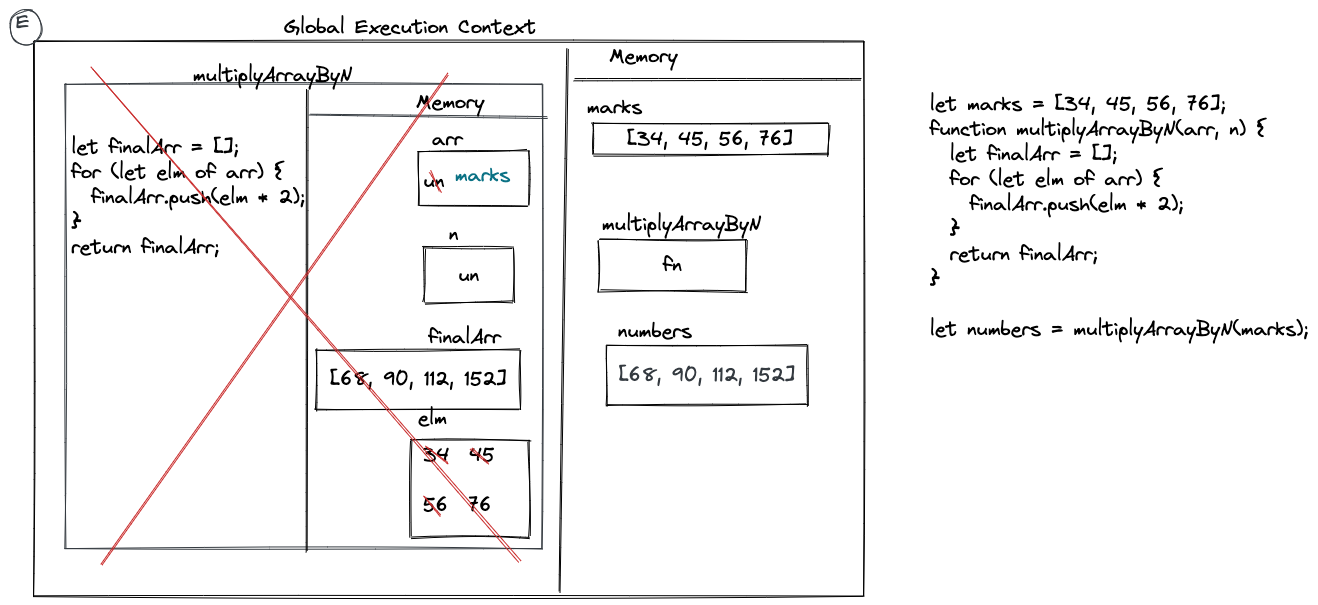 E
Global Execution Context
multiplyArrayByN
let finalArr = [];
for (let elm of arr) {
finalArr.push(elm * 2);
}
return finalArr;
Memory
arr
un marks
n
un
finalArr
[68, 90, 112, 152]
elm
34 45
56 76
Memory
marks
[34, 45, 56, 76]
multiplyArrayByN
fn
numbers
[68, 90, 112, 152]
let marks = [34, 45, 56, 76];
function multiplyArrayByN(arr, n) {
let finalArr = [];
for (let elm of arr) {
finalArr.push(elm * 2);
}
return finalArr;
}
let numbers = multiplyArrayByN(marks);